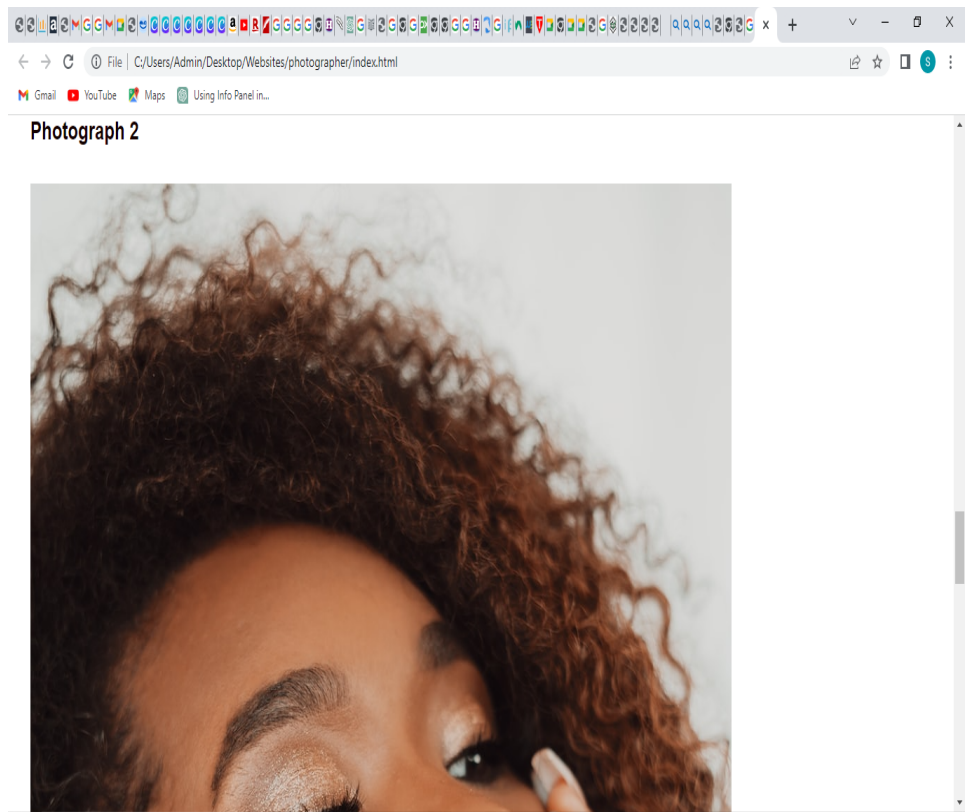 File | C:/Users/Admin/Desktop/Websites/photographer/index.html
Gmail YouTube Maps Using Info Panel in...
Photograph 2